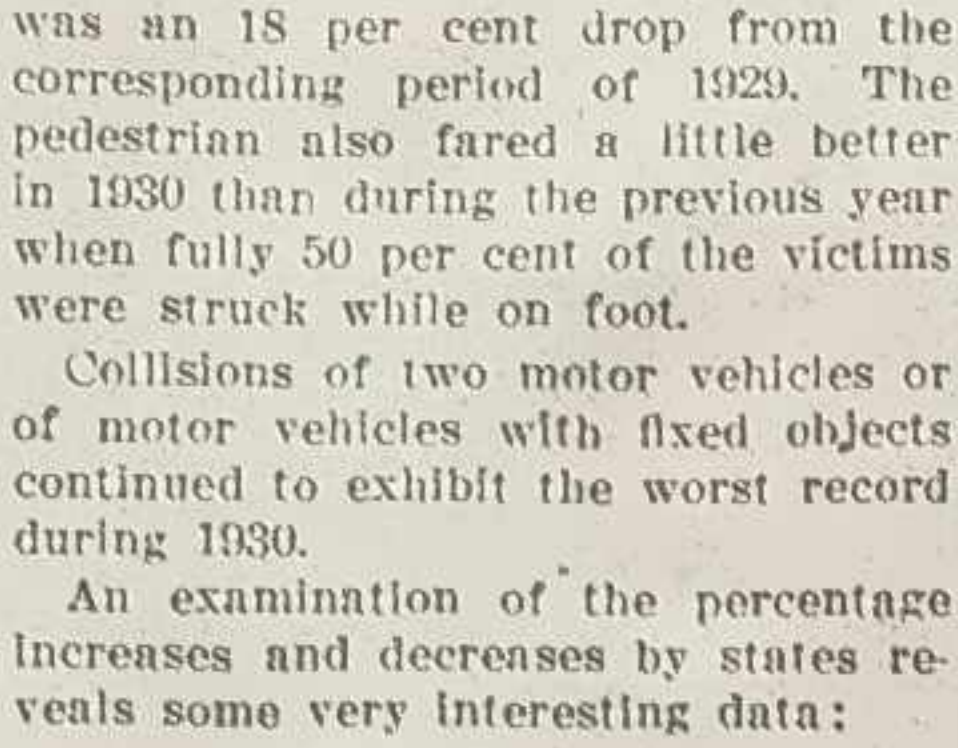 was an 18 per cent drop from the
corresponding period of 1929. The
pedestrian also fared a little better
in 1930 than during the previous year
when fully 50 per cent of the victims
were struck while on foot.
Collisions of two motor vehicles or
of motor vehicles with fixed objects
continued to exhibit the worst record
during 1930.
An examination of the percentage
increases and decreases by states re-
veals some very interesting data: